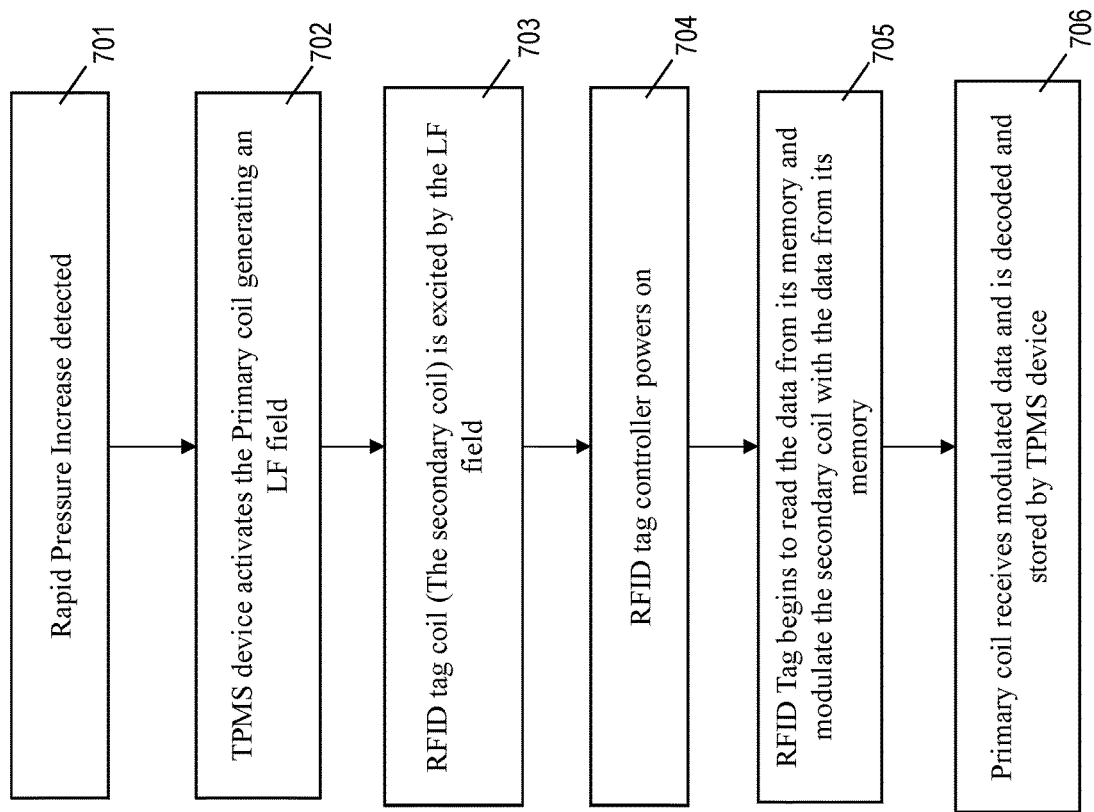 701
Rapid Pressure Increase detected
702
TPMS device activates the Primary coil generating an
LF field
703
RFID tag coil (The secondary coil) is excited by the LF
field
704
RFID tag controller powers on
705
RFID Tag begins to read the data from its memory and
modulate the secondary coil with the data from its
memory
706
Primary coil receives modulated data and is decoded and
stored by TPMS device